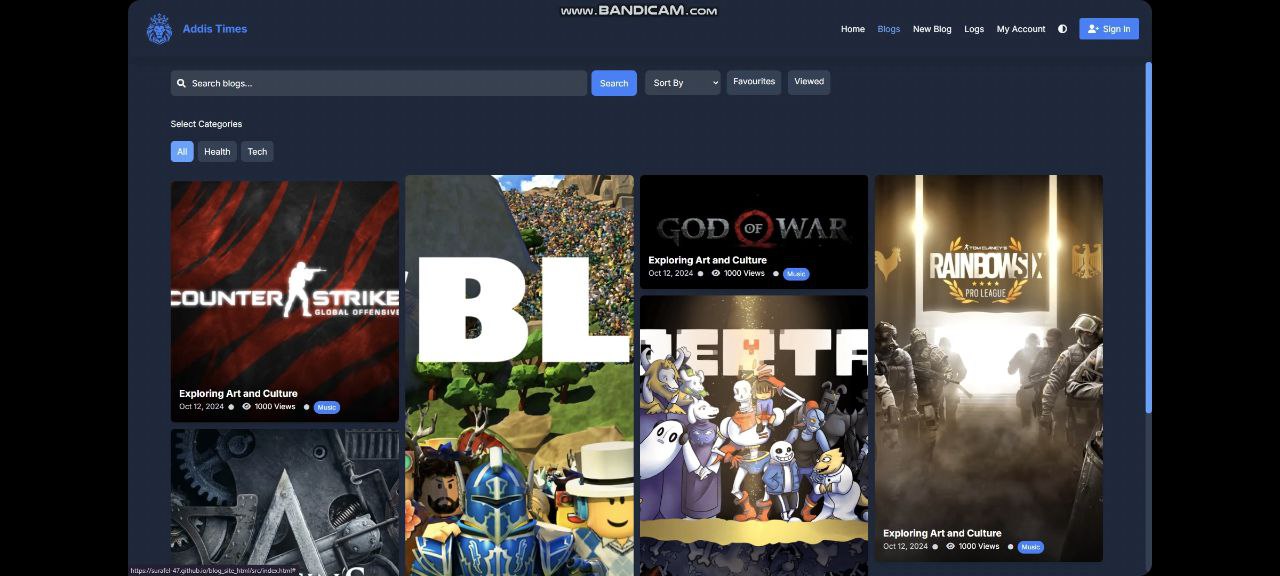 www.BANDICAM.com
Addis Times
Home Blogs New Blog Logs My Account Sign In
Search blogs... Search Sort By Favourites Viewed
Select Categories
All Health Tech
COUNTER STRIKE
GLOBAL OFFENSIVE
Exploring Art and Culture
Oct 12, 2024 1000 Views Music
BL
GOD OF WAR
Exploring Art and Culture
Oct 12, 2024 1000 Views Music
TOM CLANCY'S
RAINBOW SIX
PRO LEAGUE
Exploring Art and Culture
Oct 12, 2024 1000 Views Music
https://surafel-47.github.io/blog_site_html/src/index.html#